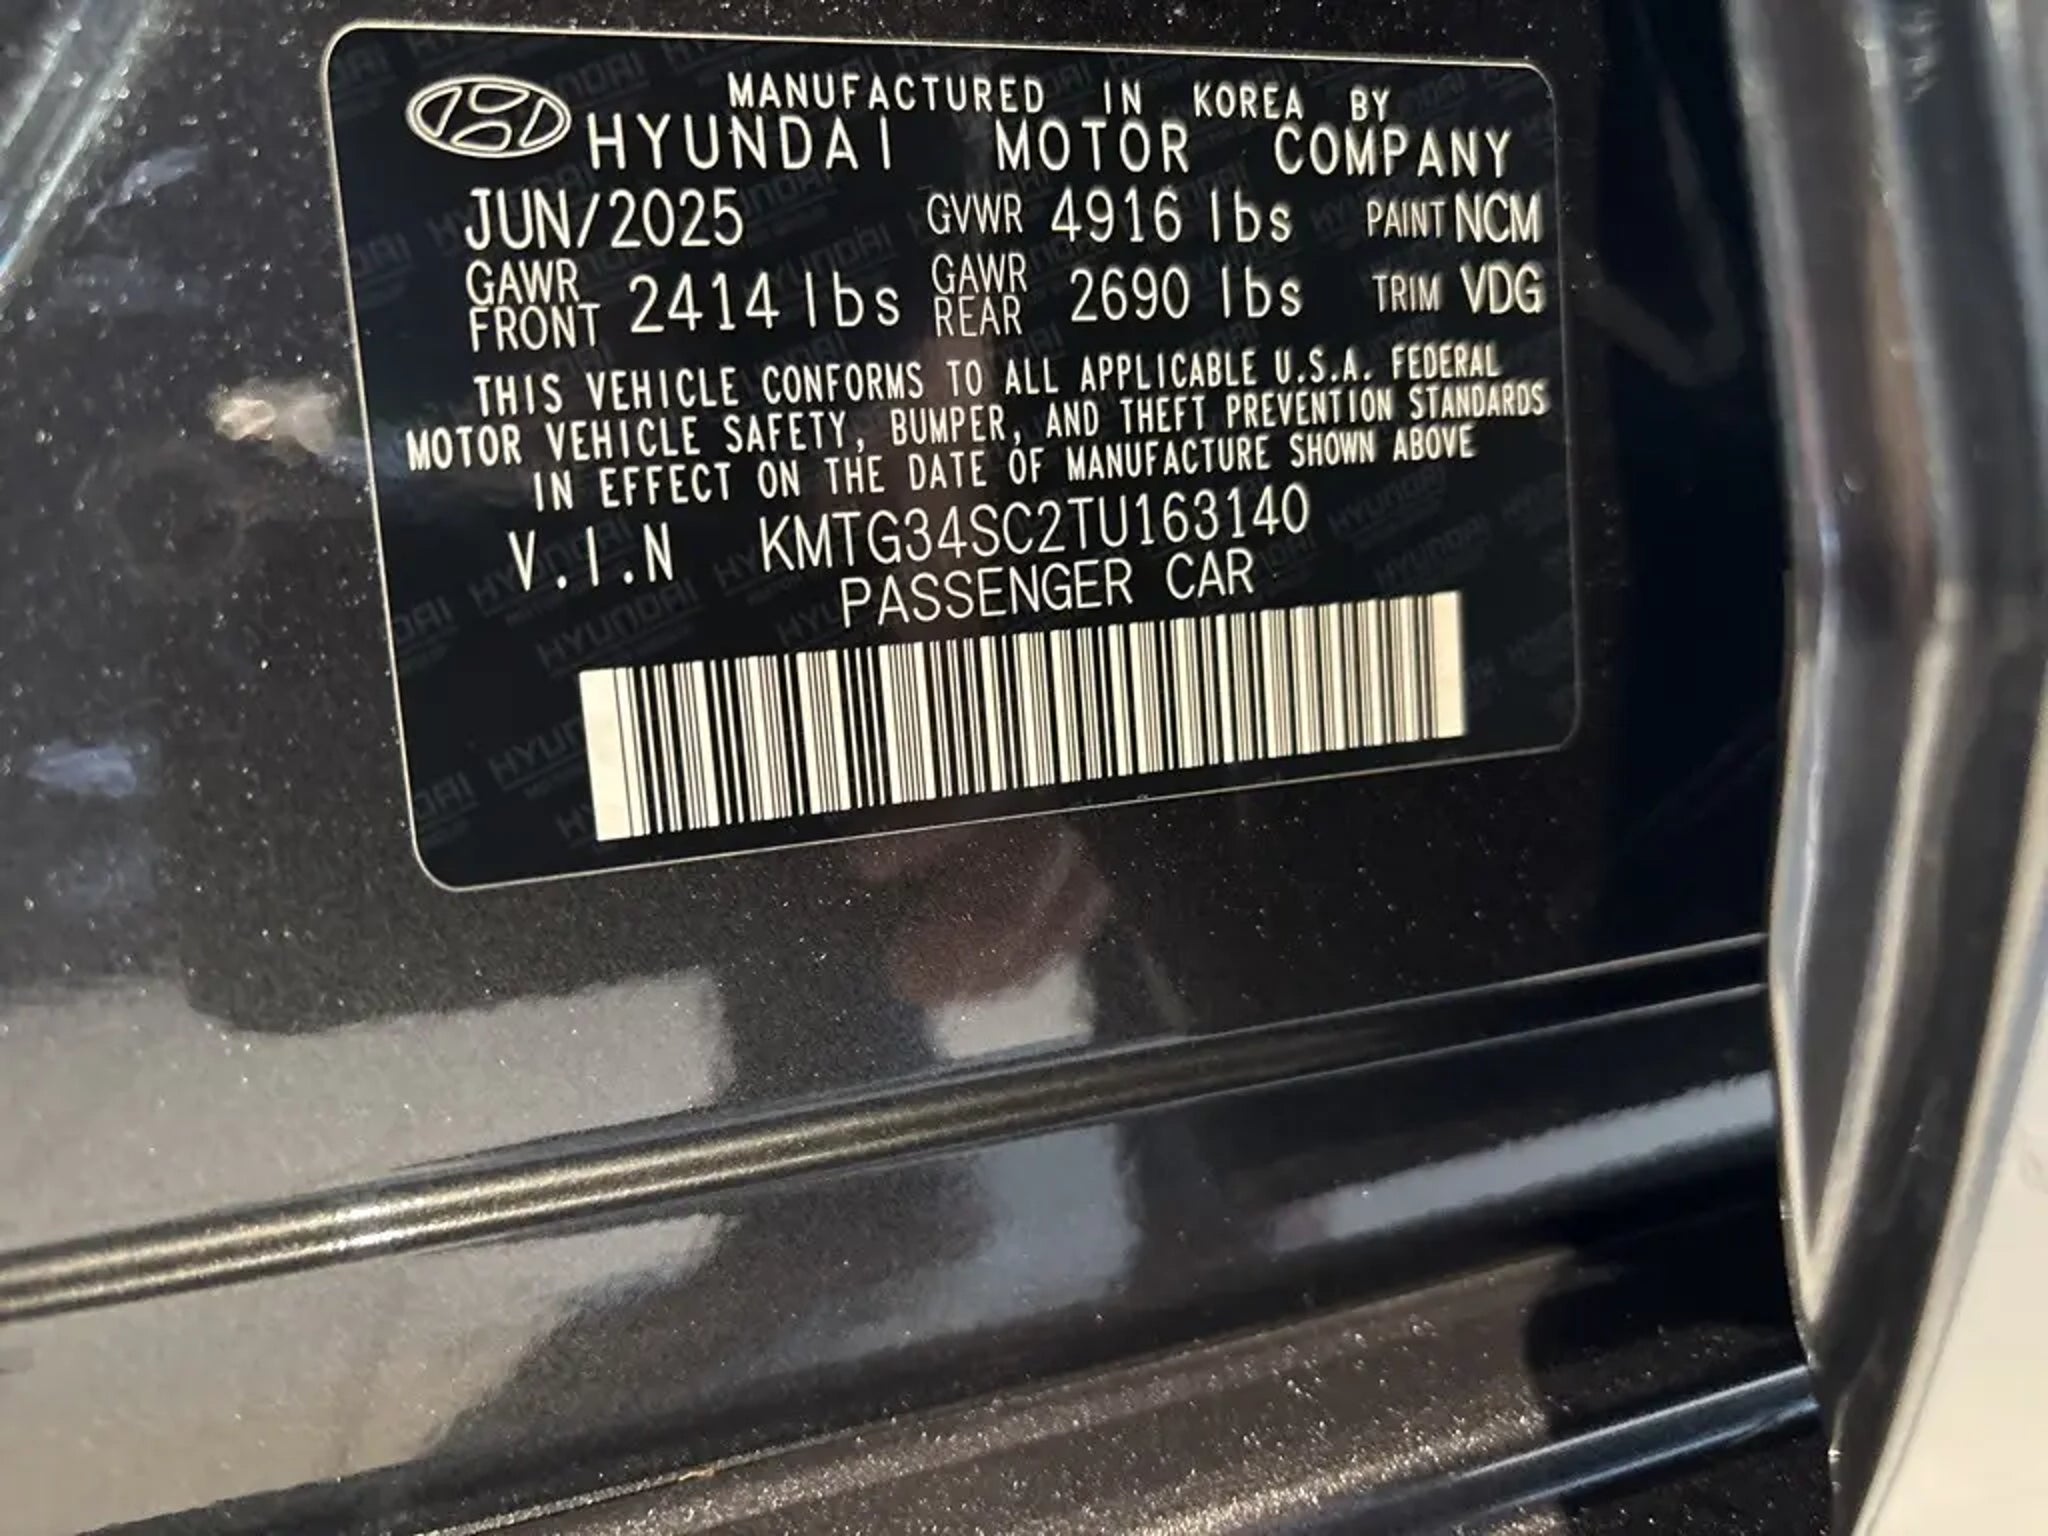 MANUFACTURED IN KOREA BY
HYUNDAI MOTOR COMPANY
JUN/2025 GVWR 4916 lbs PAINT NCM
GAWR FRONT 2414 lbs GAWR REAR 2690 lbs TRIM VDG
THIS VEHICLE CONFORMS TO ALL APPLICABLE U.S.A. FEDERAL
MOTOR VEHICLE SAFETY, BUMPER, AND THEFT PREVENTION STANDARDS
IN EFFECT ON THE DATE OF MANUFACTURE SHOWN ABOVE
V.I.N KMTG34SC2TU163140
PASSENGER CAR